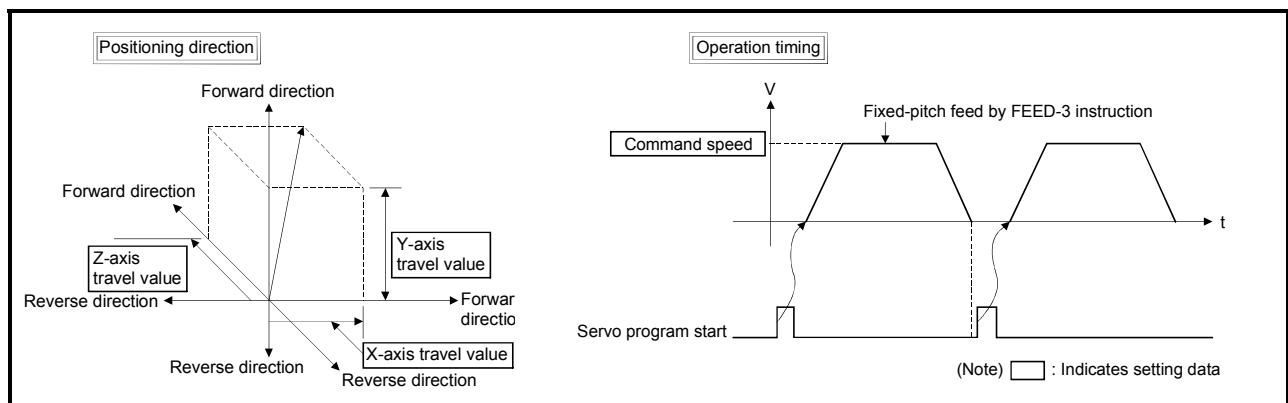 Positioning direction
Forward direction
Forward direction
Z-axis
travel value
Y-axis
travel value
Reverse direction
Forwar
directio
X-axis travel value
Reverse direction
Reverse direction
Operation timing
V
Fixed-pitch feed by FEED-3 instruction
Command speed
t
Servo program start
(Note) : Indicates setting data